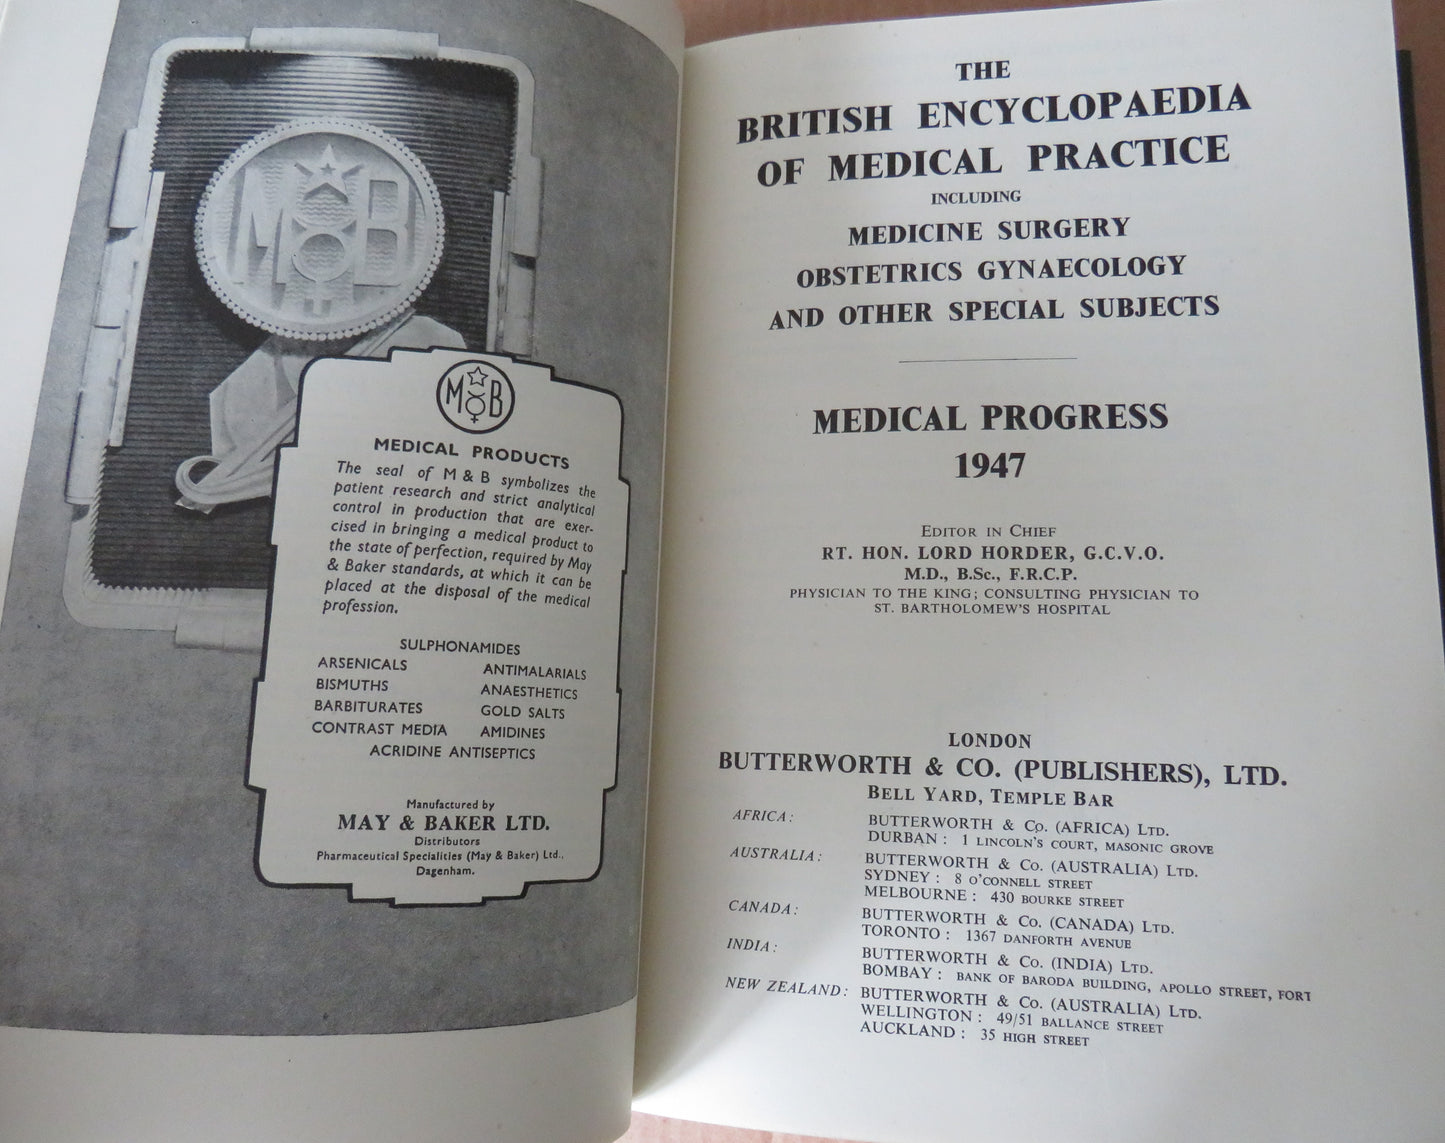 M&B
M B
MEDICAL PRODUCTS
The seal of M & B symbolizes the
patient research and strict analytical
control in production that are exer-
cised in bringing a medical product to
the state of perfection, required by May
& Baker standards, at which it can be
placed at the disposal of the medical
profession.
SULPHONAMIDES
ARSENICALS ANTIMALARIALS
BISMUTHS ANAESTHETICS
BARBITURATES GOLD SALTS
CONTRAST MEDIA AMIDINES
ACRIDINE ANTISEPTICS
Manufactured by
MAY & BAKER LTD.
Distributors
Pharmaceutical Specialities (May & Baker) Ltd.,
Dagenham.
THE
BRITISH ENCYCLOPAEDIA
OF MEDICAL PRACTICE
INCLUDING
MEDICINE SURGERY
OBSTETRICS GYNAECOLOGY
AND OTHER SPECIAL SUBJECTS
MEDICAL PROGRESS
1947
EDITOR IN CHIEF
RT. HON. LORD HORDER, G.C.V.O.
M.D., B.Sc., F.R.C.P.
PHYSICIAN TO THE KING; CONSULTING PHYSICIAN TO
ST. BARTHOLOMEW'S HOSPITAL
LONDON
BUTTERWORTH & CO. (PUBLISHERS), LTD.
BELL YARD, TEMPLE BAR
AFRICA: BUTTERWORTH & Co. (AFRICA) LTD.
DURBAN: 1 LINCOLN'S COURT, MASONIC GROVE
AUSTRALIA: BUTTERWORTH & Co. (AUSTRALIA) LTD.
SYDNEY: 8 O'CONNELL STREET
MELBOURNE: 430 BOURKE STREET
CANADA: BUTTERWORTH & Co. (CANADA) LTD.
TORONTO: 1367 DANFORTH AVENUE
INDIA: BUTTERWORTH & Co. (INDIA) LTD.
BOMBAY: BANK OF BARODA BUILDING, APOLLO STREET, FORT
NEW ZEALAND: BUTTERWORTH & Co. (AUSTRALIA) LTD.
WELLINGTON: 49/51 BALLANCE STREET
AUCKLAND: 35 HIGH STREET